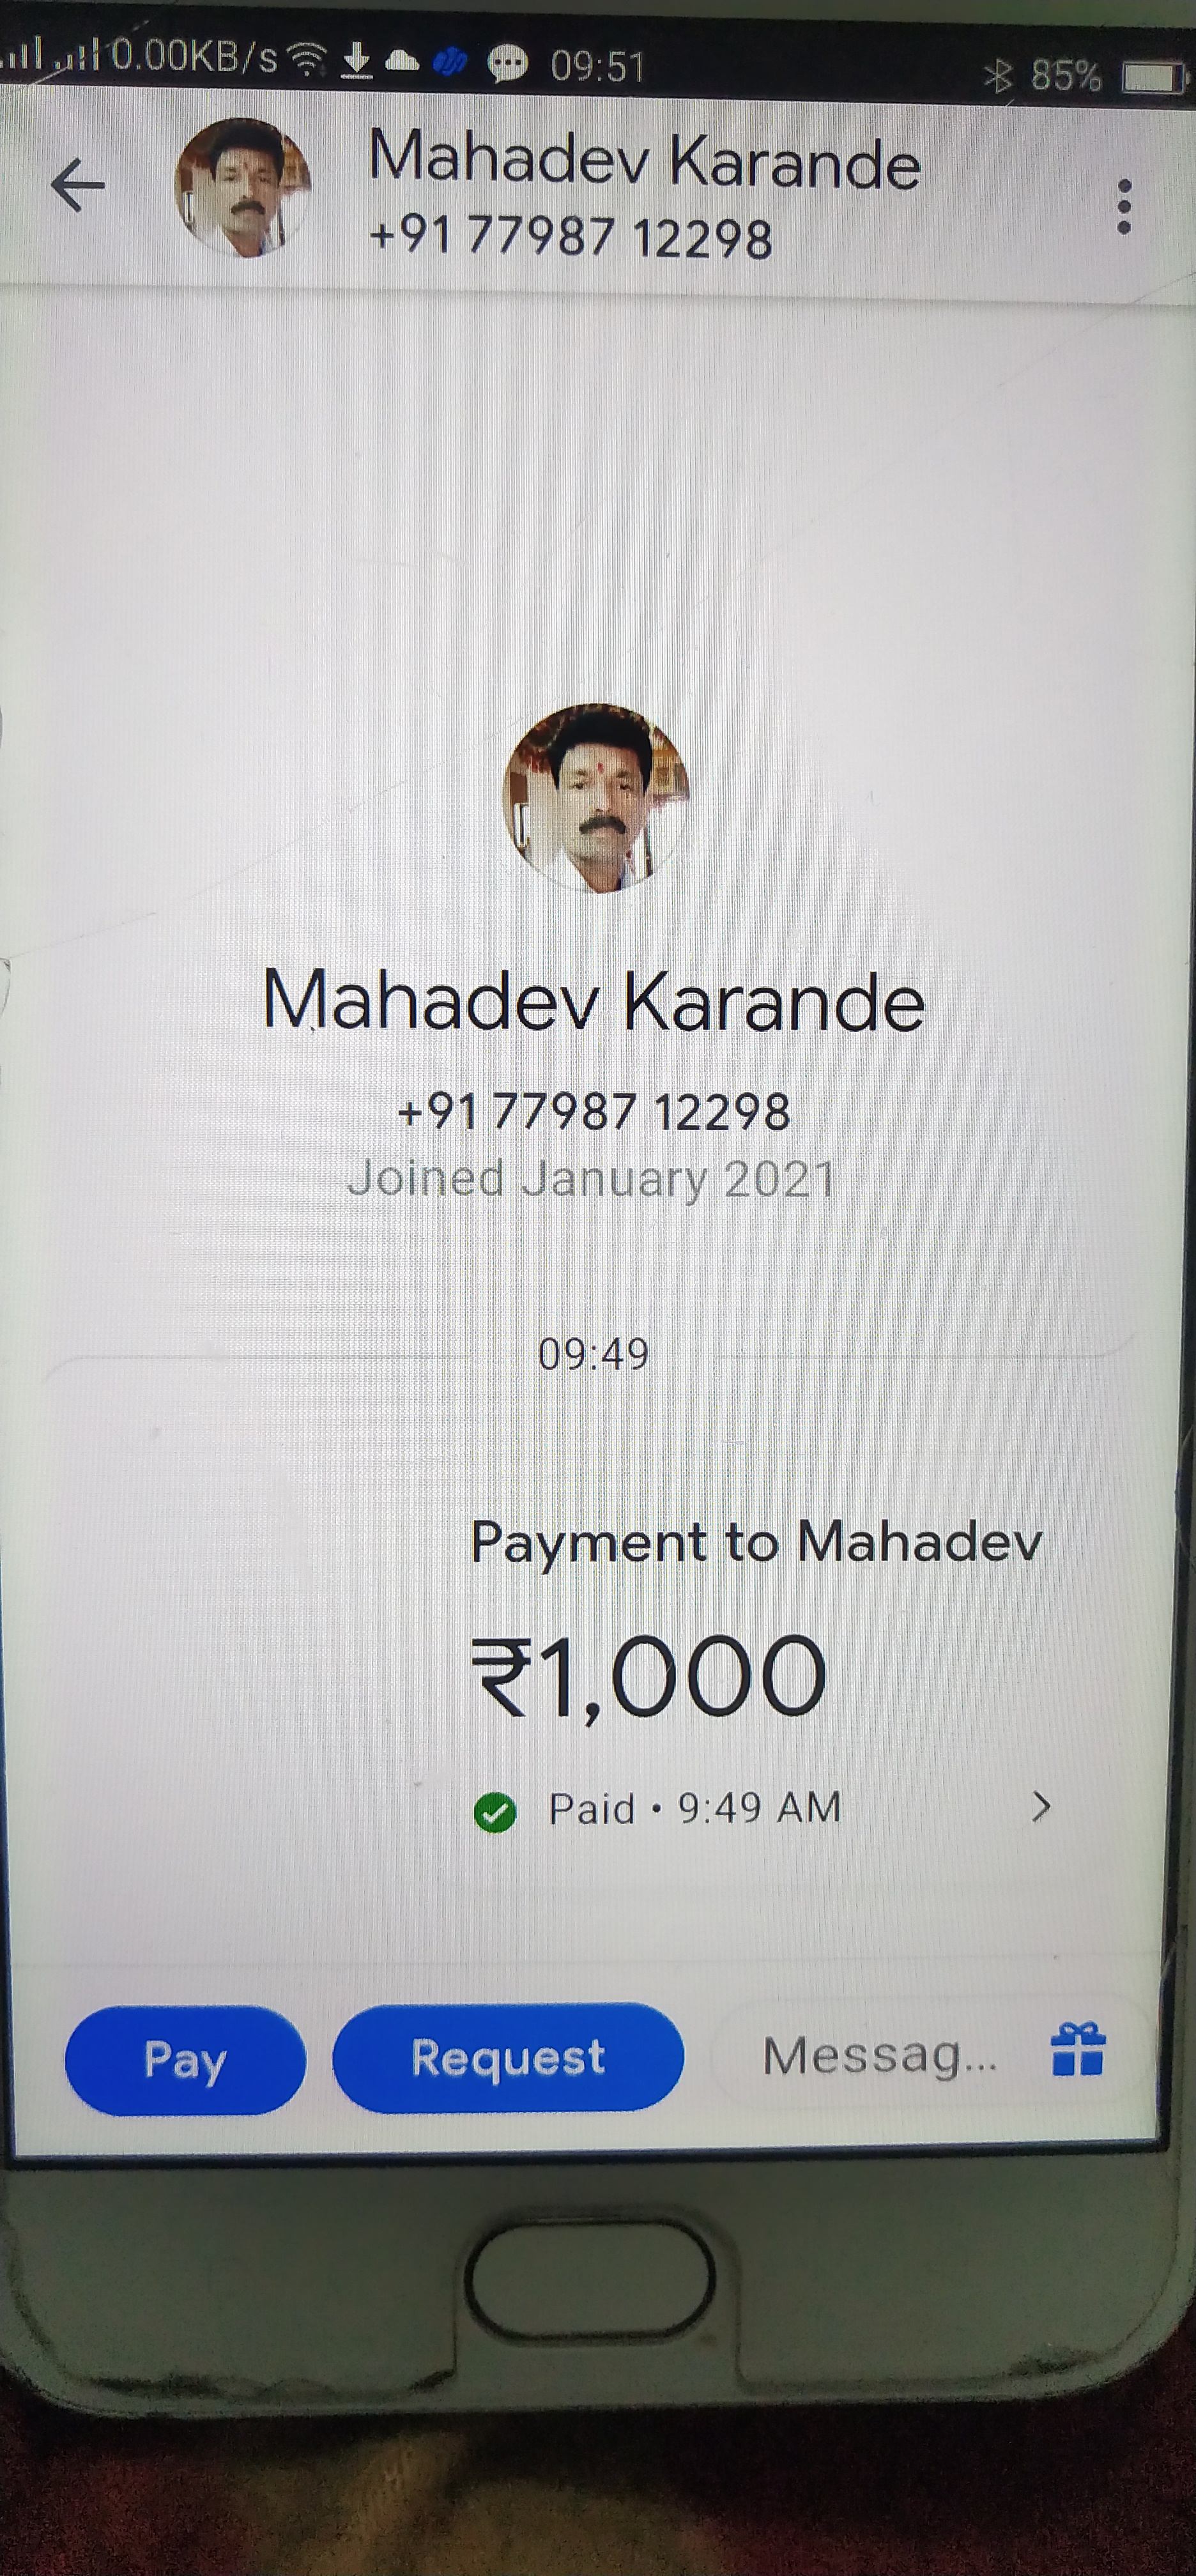 0.00KB/s 09:51 85%
Mahadev Karande
+91 77987 12298
Mahadev Karande
+91 77987 12298
Joined January 2021
09:49
Payment to Mahadev
₹1,000
Paid • 9:49 AM
Pay Request Messag...